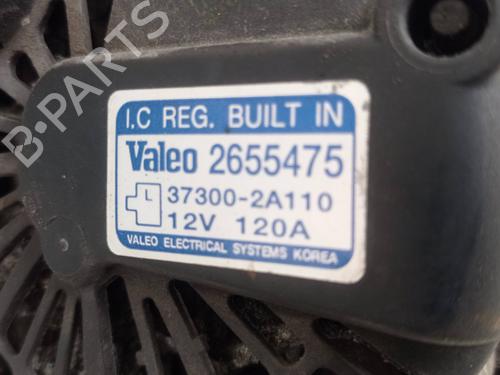 B-PARTS
I.C REG. BUILT IN
Valeo 2655475
L 37300-2A110
12V 120A
VALEO ELECTRICAL SYSTEMS KOREA